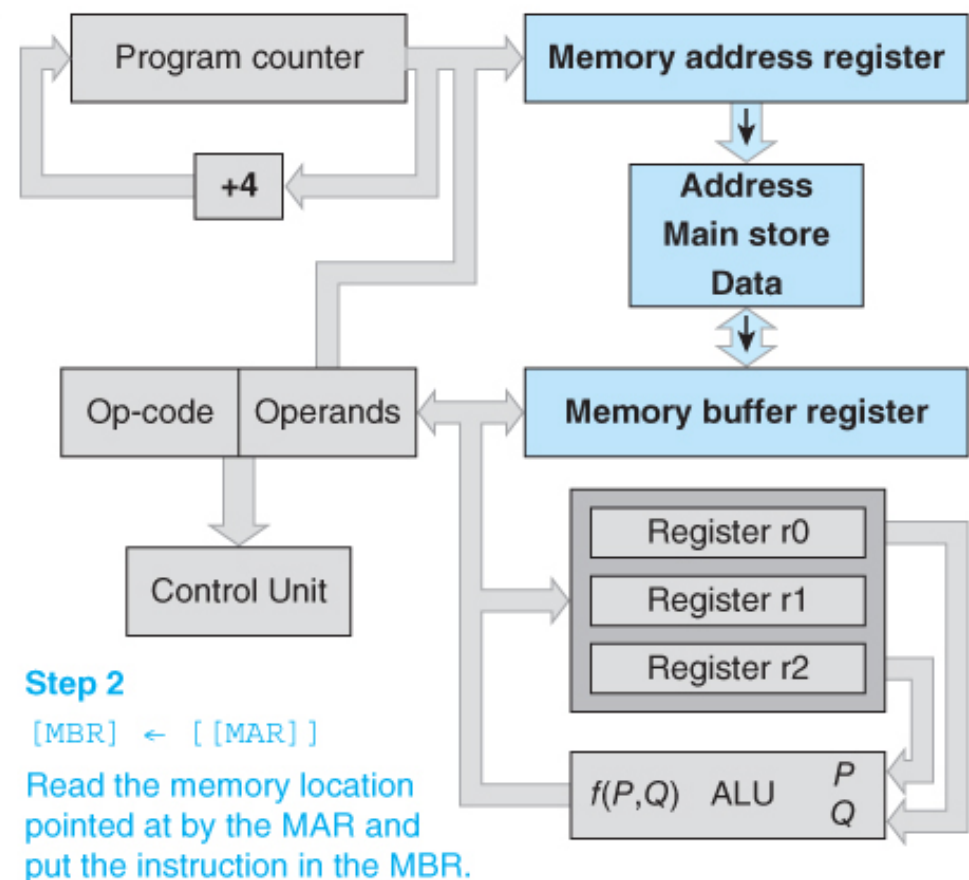 Program counter
Memory address register
+4
Address
Main store
Data
Op-code
Operands
Memory buffer register
Control Unit
Register r0
Register r1
Register r2
f(P,Q) ALU P
Q
Step 2
[MBR] ← [[MAR]]
Read the memory location
pointed at by the MAR and
put the instruction in the MBR.